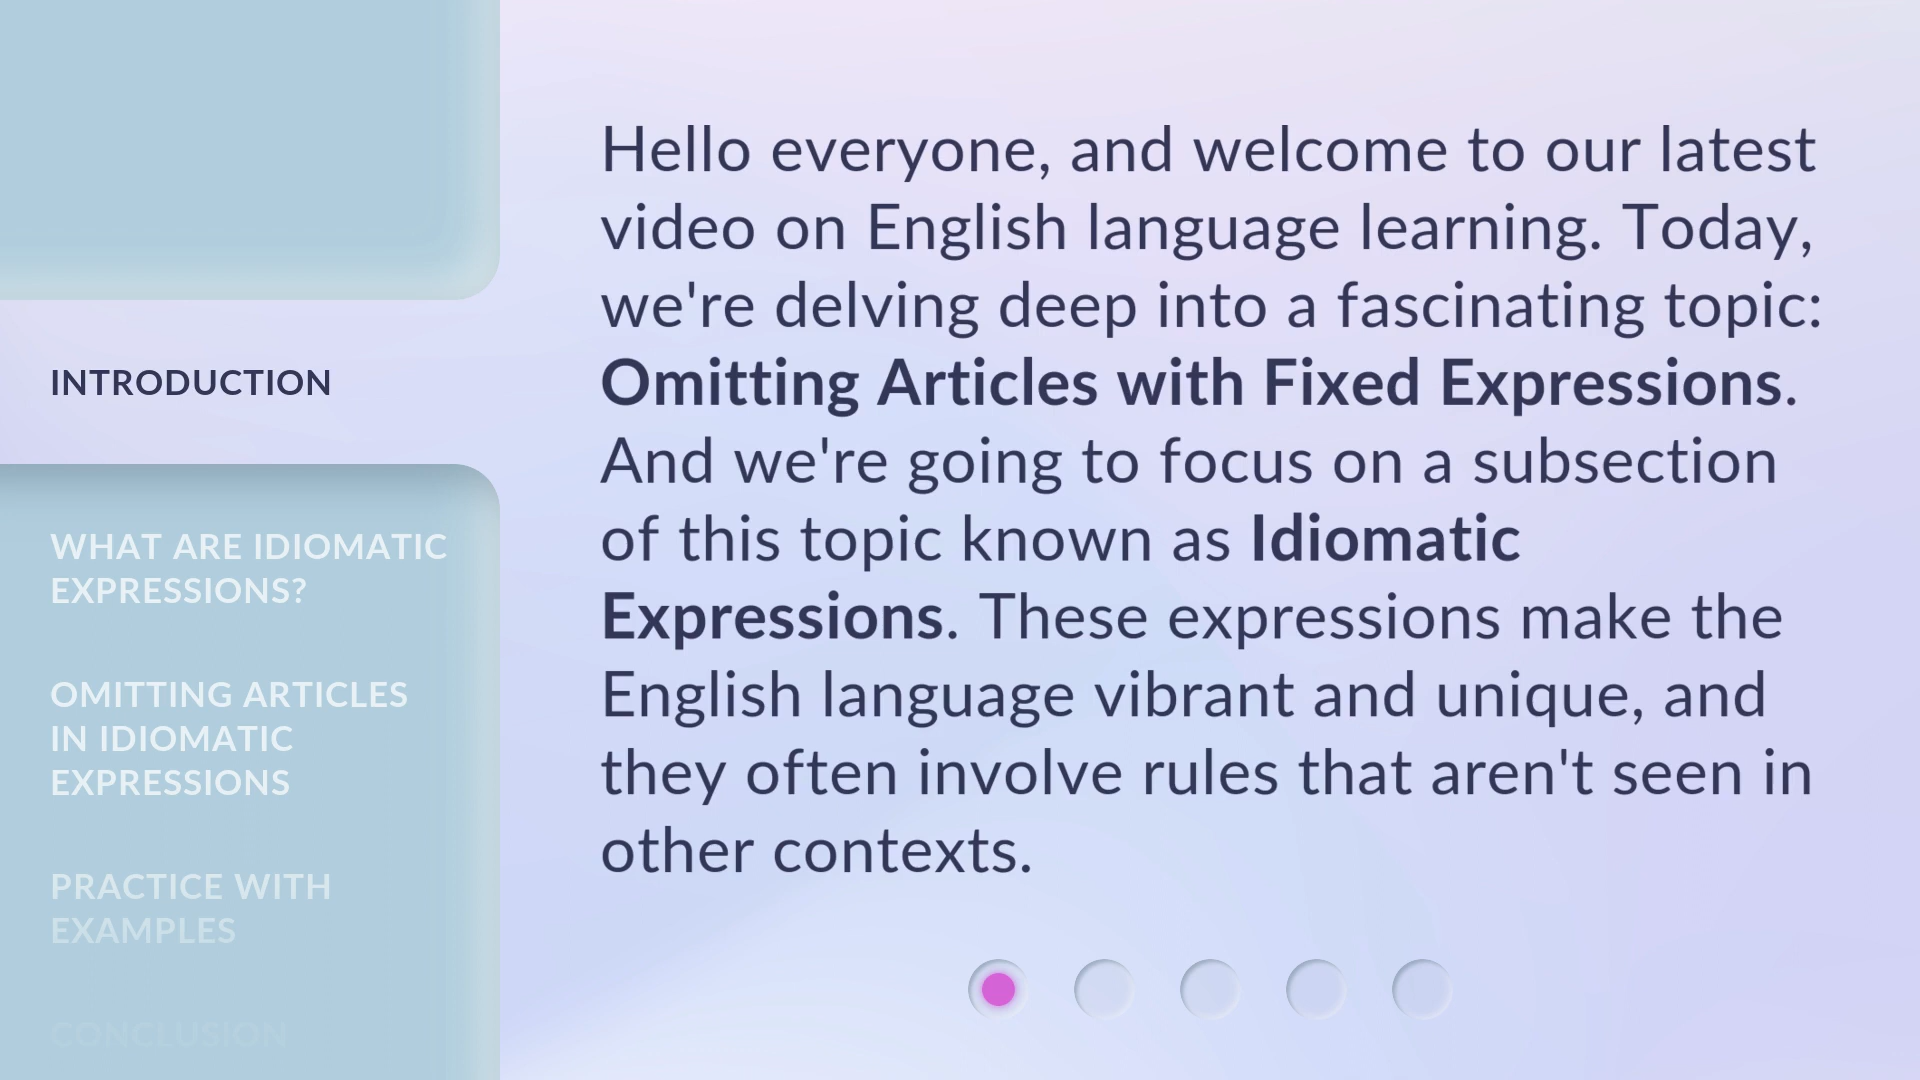 INTRODUCTION
WHAT ARE IDIOMATIC
EXPRESSIONS?
OMITTING ARTICLES
IN IDIOMATIC
EXPRESSIONS
PRACTICE WITH
EXAMPLES
CONCLUSION
Hello everyone, and welcome to our latest
video on English language learning. Today,
we're delving deep into a fascinating topic:
Omitting Articles with Fixed Expressions.
And we're going to focus on a subsection
of this topic known as Idiomatic
Expressions. These expressions make the
English language vibrant and unique, and
they often involve rules that aren't seen in
other contexts.